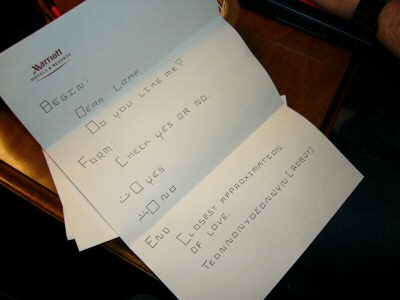 Marriott
HOTELS & RESORTS
BEGIN:
DEAR LAMP,
DO YOU LIKE ME?
FORM:
CHECK YES OR NO.
YES
NO
END. CLOSEST APPROXIMATION
OF LOVE,
(ROBOT)